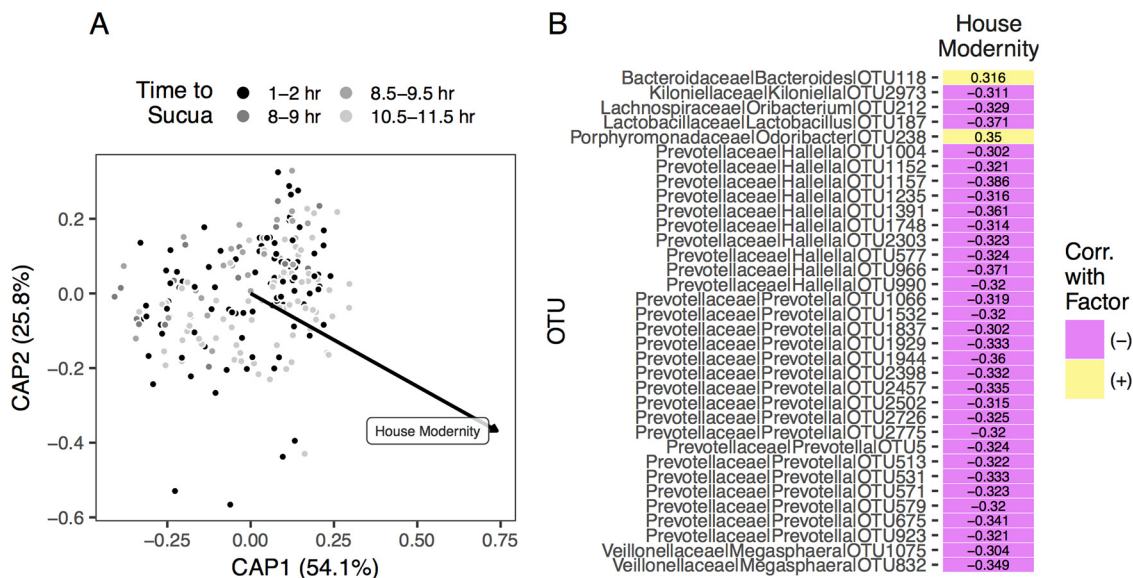 A
Time to
Sucua
1−2 hr
8.5−9.5 hr
8−9 hr
10.5−11.5 hr
0.2
0.0
−0.2
−0.4
−0.6
CAP2 (25.8%)
House Modernity
−0.25
0.00
0.25
0.50
0.75
CAP1 (54.1%)
B
House
Modernity
OTU
Bacteroidaceae|Bacteroides|OTU118 0.316
Kiloniellaceae|Kiloniella|OTU2973 −0.311
Lachnospiraceae|Oribacterium|OTU212 −0.329
Lactobacillaceae|Lactobacillus|OTU187 −0.371
Porphyromonadaceae|Odoribacter|OTU238 0.35
Prevotellaceae|Hallella|OTU1004 −0.302
Prevotellaceae|Hallella|OTU1152 −0.321
Prevotellaceae|Hallella|OTU1157 −0.386
Prevotellaceae|Hallella|OTU1235 −0.316
Prevotellaceae|Hallella|OTU1391 −0.361
Prevotellaceae|Hallella|OTU1748 −0.314
Prevotellaceae|Hallella|OTU2303 −0.323
Prevotellaceae|Hallella|OTU577 −0.324
Prevotellaceae|Hallella|OTU966 −0.371
Prevotellaceae|Hallella|OTU990 −0.32
Prevotellaceae|Prevotella|OTU1066 −0.319
Prevotellaceae|Prevotella|OTU1532 −0.32
Prevotellaceae|Prevotella|OTU1837 −0.302
Prevotellaceae|Prevotella|OTU1929 −0.333
Prevotellaceae|Prevotella|OTU1944 −0.36
Prevotellaceae|Prevotella|OTU2398 −0.332
Prevotellaceae|Prevotella|OTU2457 −0.335
Prevotellaceae|Prevotella|OTU2502 −0.315
Prevotellaceae|Prevotella|OTU2726 −0.325
Prevotellaceae|Prevotella|OTU2775 −0.32
Prevotellaceae|Prevotella|OTU5 −0.324
Prevotellaceae|Prevotella|OTU513 −0.322
Prevotellaceae|Prevotella|OTU531 −0.333
Prevotellaceae|Prevotella|OTU571 −0.323
Prevotellaceae|Prevotella|OTU579 −0.32
Prevotellaceae|Prevotella|OTU675 −0.341
Prevotellaceae|Prevotella|OTU923 −0.321
Veillonellaceae|Megasphaera|OTU1075 −0.304
Veillonellaceae|Megasphaera|OTU832 −0.349
Corr.
with
Factor
(−)
(+)